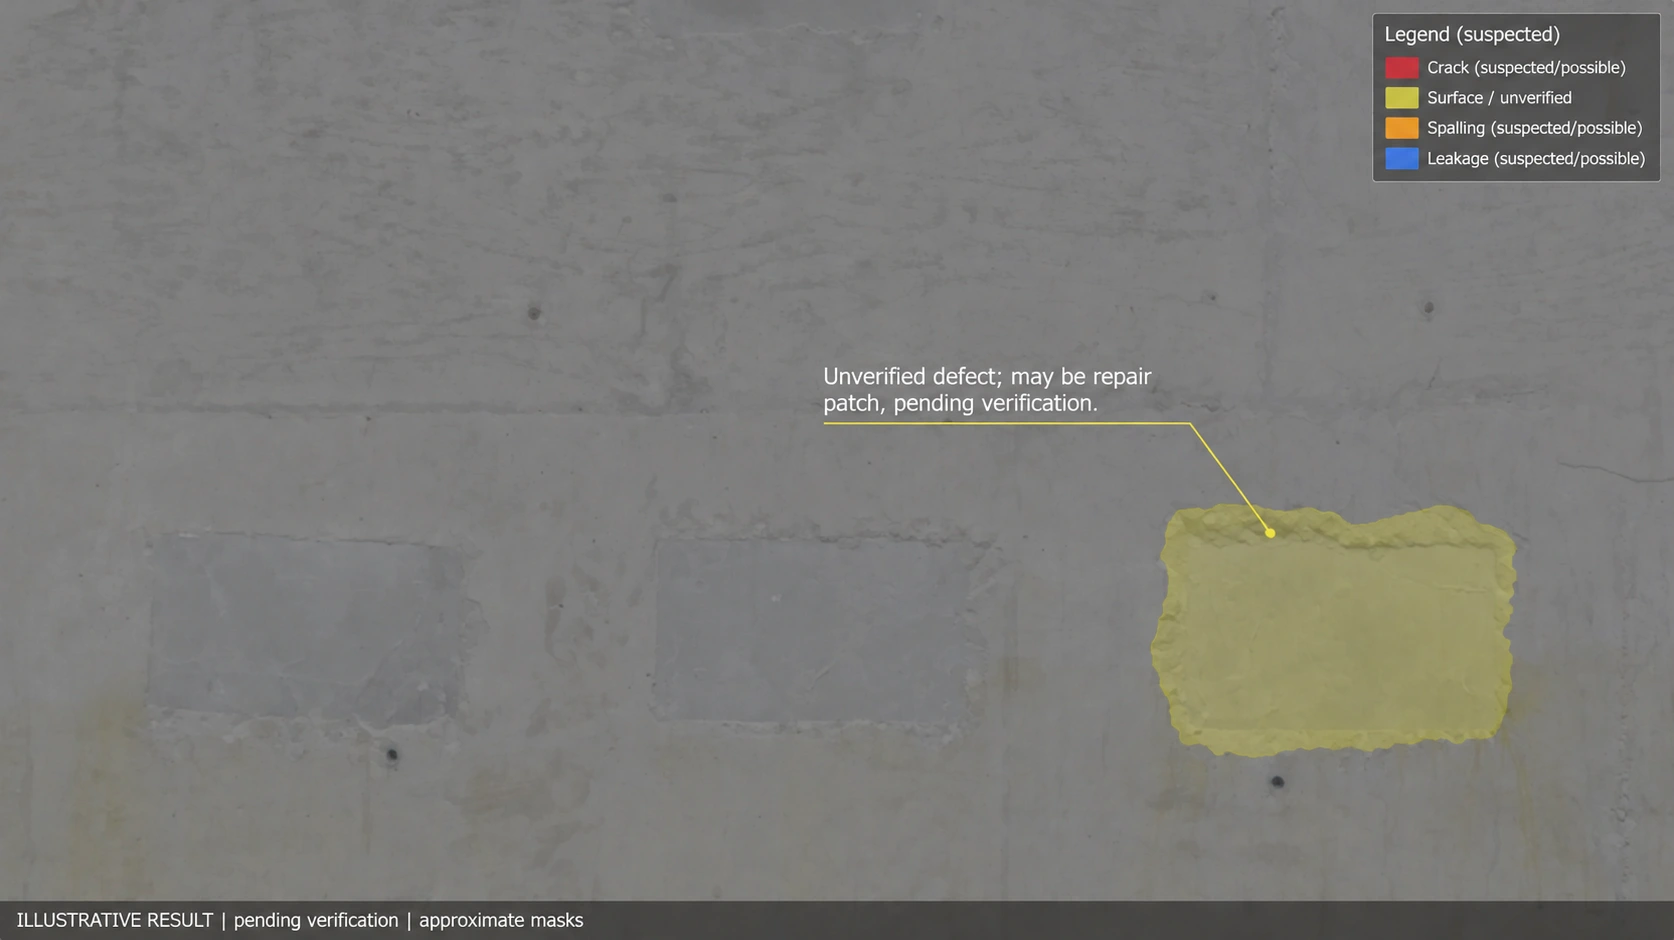 Legend (suspected)
Crack (suspected/possible)
Surface / unverified
Spalling (suspected/possible)
Leakage (suspected/possible)
Unverified defect; may be repair
patch, pending verification.
ILLUSTRATIVE RESULT | pending verification | approximate masks